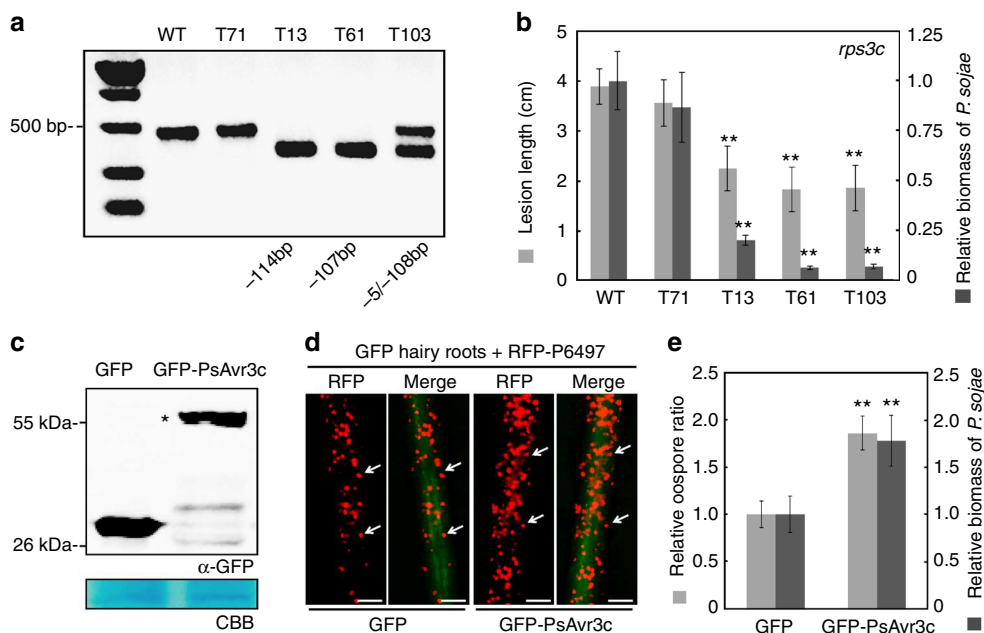 a
WT T71 T13 T61 T103
500 bp-
–114bp
–107bp
–5/–108bp
b
rps3c
Lesion length (cm)
5
4
3
2
1
0
** ** **
** ** **
WT T71 T13 T61 T103
1.25
1.0
0.75
0.5
0.25
0
Relative biomass of P. sojae
c
GFP GFP-PsAvr3c
55 kDa-
*
26 kDa-
α-GFP
CBB
d
GFP hairy roots + RFP-P6497
RFP Merge RFP Merge
GFP GFP-PsAvr3c
e
Relative oospore ratio
2.5
2.0
1.5
1.0
0.5
0
** **
GFP GFP-PsAvr3c
2.5
2.0
1.5
1.0
0.5
0
Relative biomass of P. sojae